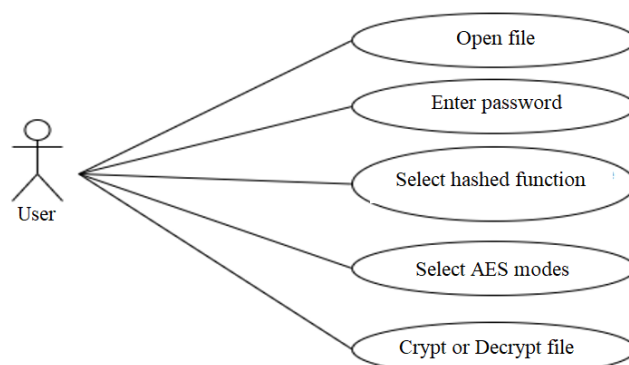 Open file
Enter password
Select hashed function
User
Select AES modes
Crypt or Decrypt file